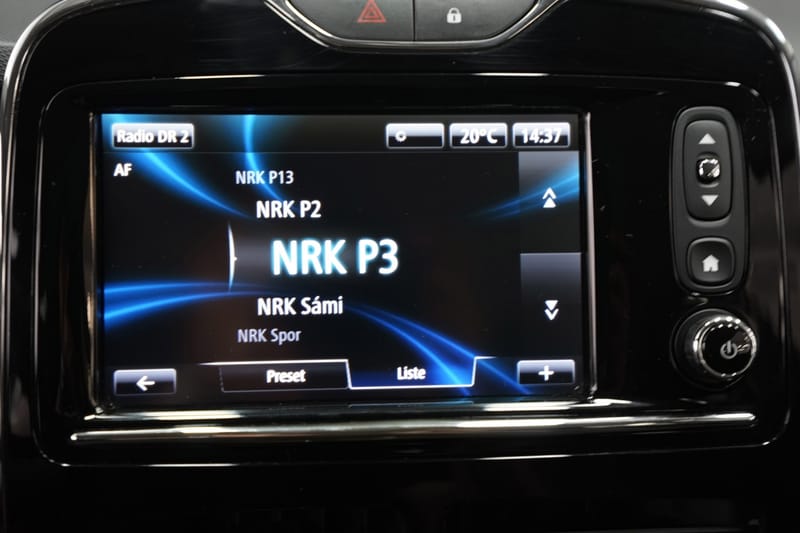 Radio DR 2
20°C
14:37
AF
NRK P13
NRK P2
NRK P3
NRK Sámi
NRK Spor
Preset
Liste